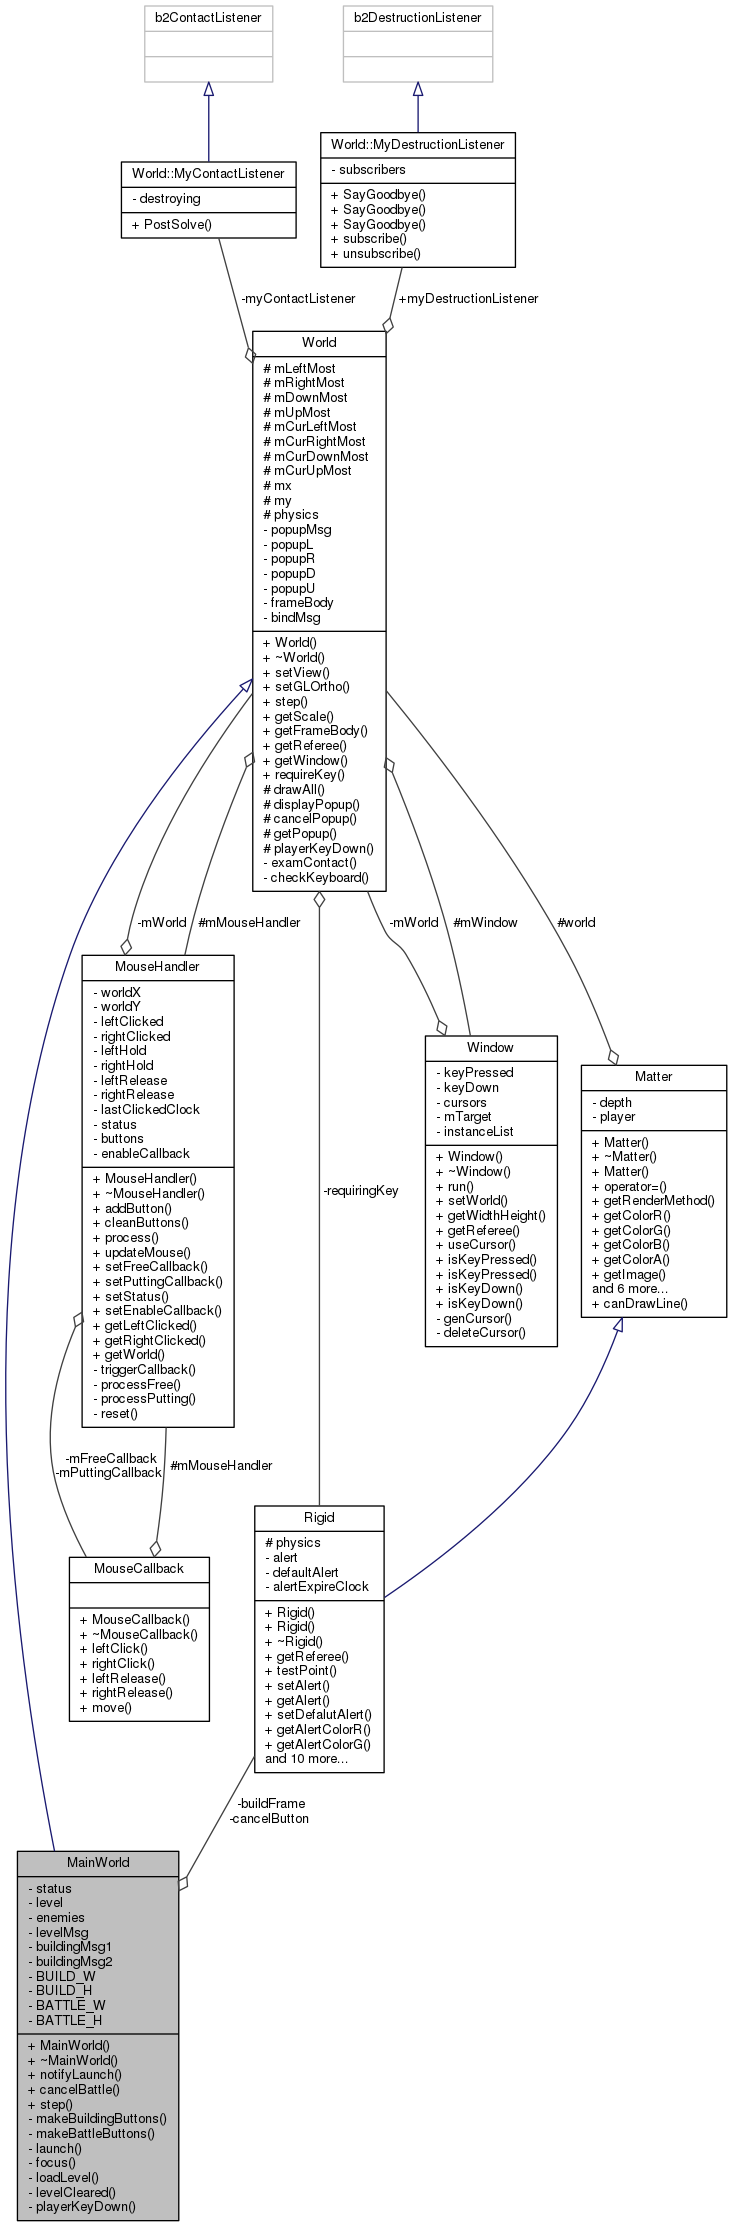 b2ContactListener
b2DestructionListener
World::MyContactListener
- destroying
+ PostSolve()
World::MyDestructionListener
- subscribers
+ SayGoodbye()
+ SayGoodbye()
+ SayGoodbye()
+ subscribe()
+ unsubscribe()
-myContactListener
+myDestructionListener
World
# mLeftMost
# mRightMost
# mDownMost
# mUpMost
# mCurLeftMost
# mCurRightMost
# mCurDownMost
# mCurUpMost
# mx
# my
# physics
- popupMsg
- popupL
- popupR
- popupD
- popupU
- frameBody
- bindMsg
+ World()
+ ~World()
+ setView()
+ setGLOrtho()
+ step()
+ getScale()
+ getFrameBody()
+ getReferee()
+ getWindow()
+ requireKey()
# drawAll()
# displayPopup()
# cancelPopup()
# getPopup()
# playerKeyDown()
- examContact()
- checkKeyboard()
-mWorld
#mMouseHandler
-mWorld
#mWindow
#world
MouseHandler
- worldX
- worldY
- leftClicked
- rightClicked
- leftHold
- rightHold
- leftRelease
- rightRelease
- lastClickedClock
- status
- buttons
- enableCallback
+ MouseHandler()
+ ~MouseHandler()
+ addButton()
+ cleanButtons()
+ process()
+ updateMouse()
+ setFreeCallback()
+ setPuttingCallback()
+ setStatus()
+ setEnableCallback()
+ getLeftClicked()
+ getRightClicked()
+ getWorld()
- triggerCallback()
- processFree()
- processPutting()
- reset()
Window
- keyPressed
- keyDown
- cursors
- mTarget
- instanceList
+ Window()
+ ~Window()
+ run()
+ setWorld()
+ getWidthHeight()
+ getReferee()
+ useCursor()
+ isKeyPressed()
+ isKeyPressed()
+ isKeyDown()
+ isKeyDown()
- genCursor()
- deleteCursor()
Matter
- depth
- player
+ Matter()
+ ~Matter()
+ Matter()
+ operator=()
+ getRenderMethod()
+ getColorR()
+ getColorG()
+ getColorB()
+ getColorA()
+ getImage()
and 6 more...
+ canDrawLine()
-requiringKey
-mFreeCallback
-mPuttingCallback
#mMouseHandler
MouseCallback
+ MouseCallback()
+ ~MouseCallback()
+ leftClick()
+ rightClick()
+ leftRelease()
+ rightRelease()
+ move()
Rigid
# physics
- alert
- defaultAlert
- alertExpireClock
+ Rigid()
+ Rigid()
+ ~Rigid()
+ getReferee()
+ testPoint()
+ setAlert()
+ getAlert()
+ setDefalutAlert()
+ getAlertColorR()
+ getAlertColorG()
and 10 more...
-buildFrame
-cancelButton
MainWorld
- status
- level
- enemies
- levelMsg
- buildingMsg1
- buildingMsg2
- BUILD_W
- BUILD_H
- BATTLE_W
- BATTLE_H
+ MainWorld()
+ ~MainWorld()
+ notifyLaunch()
+ cancelBattle()
+ step()
- makeBuildingButtons()
- makeBattleButtons()
- launch()
- focus()
- loadLevel()
- levelCleared()
- playerKeyDown()